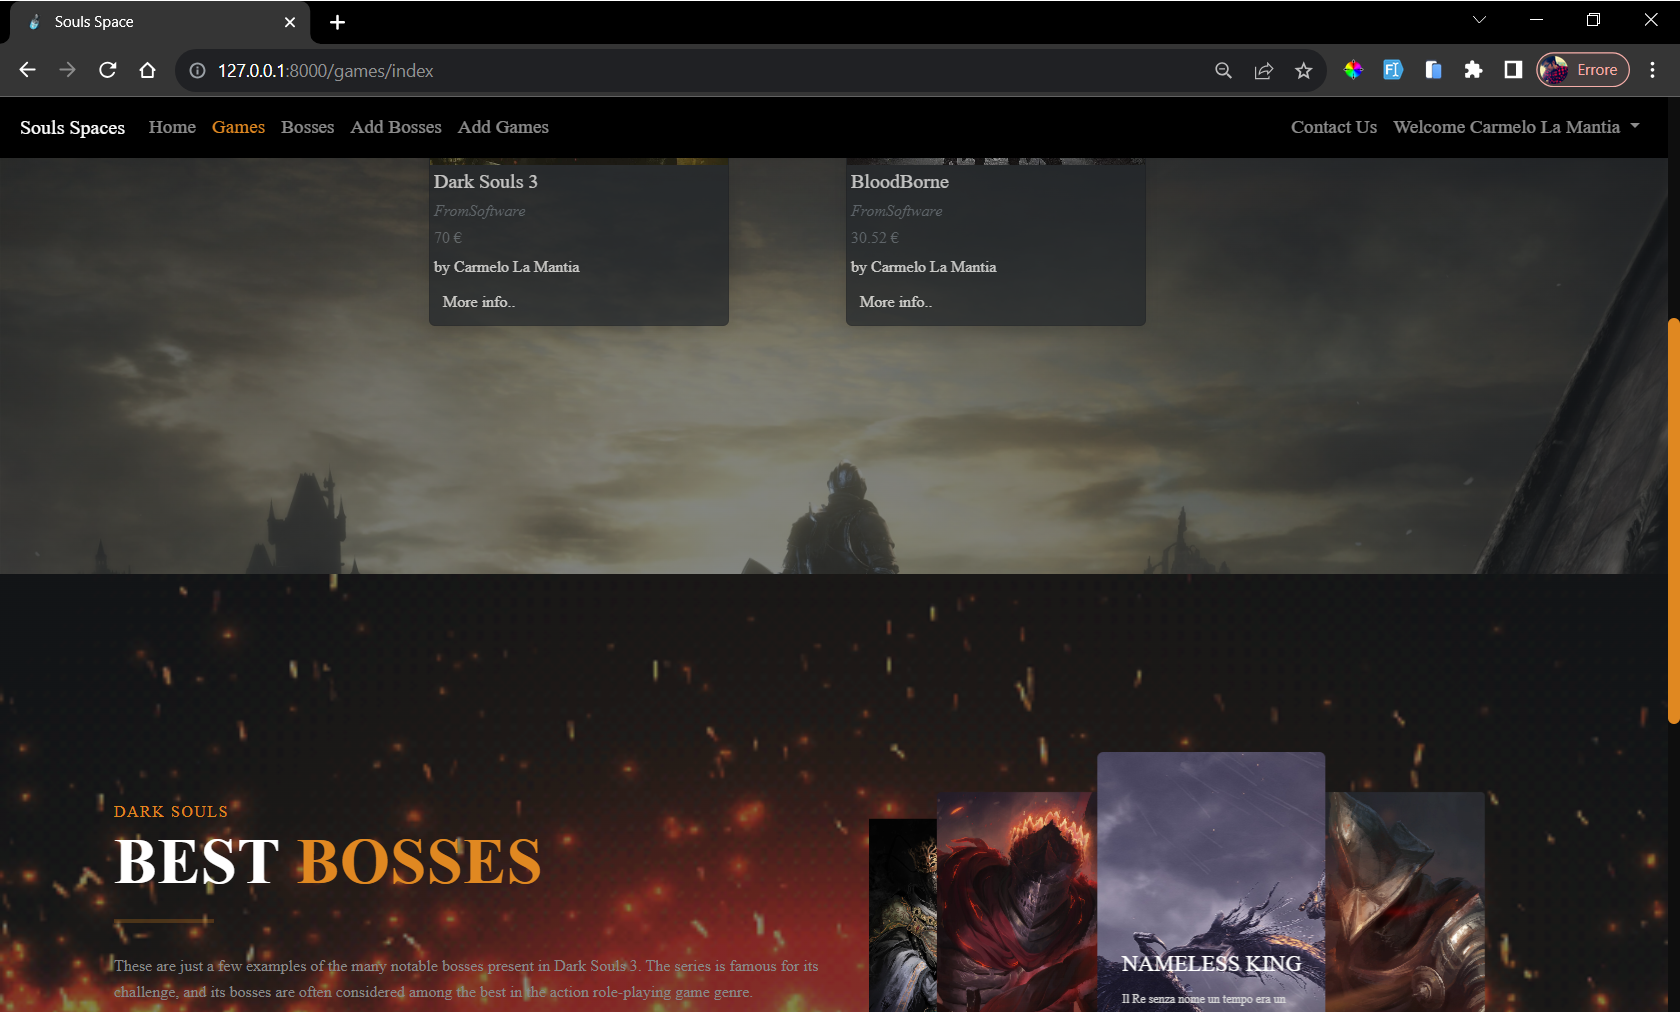 Souls Space
127.0.0.1:8000/games/index
Errore
Souls Spaces Home Games Bosses Add Bosses Add Games Contact Us Welcome Carmelo La Mantia
Dark Souls 3
FromSoftware
70 €
by Carmelo La Mantia
More info..
BloodBorne
FromSoftware
30.52 €
by Carmelo La Mantia
More info..
DARK SOULS
BEST BOSSES
These are just a few examples of the many notable bosses present in Dark Souls 3. The series is famous for its
challenge, and its bosses are often considered among the best in the action role-playing game genre.
NAMELESS KING
Il Re senza nome un tempo era un